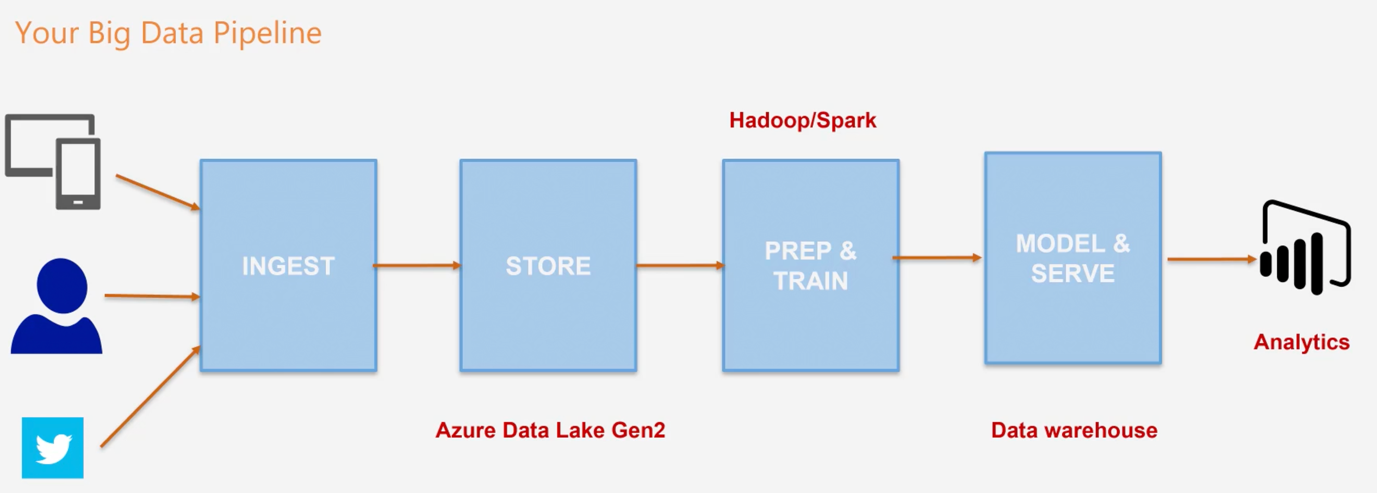 Your Big Data Pipeline
Hadoop/Spark
INGEST
STORE
PREP &
TRAIN
MODEL &
SERVE
Analytics
Azure Data Lake Gen2
Data warehouse